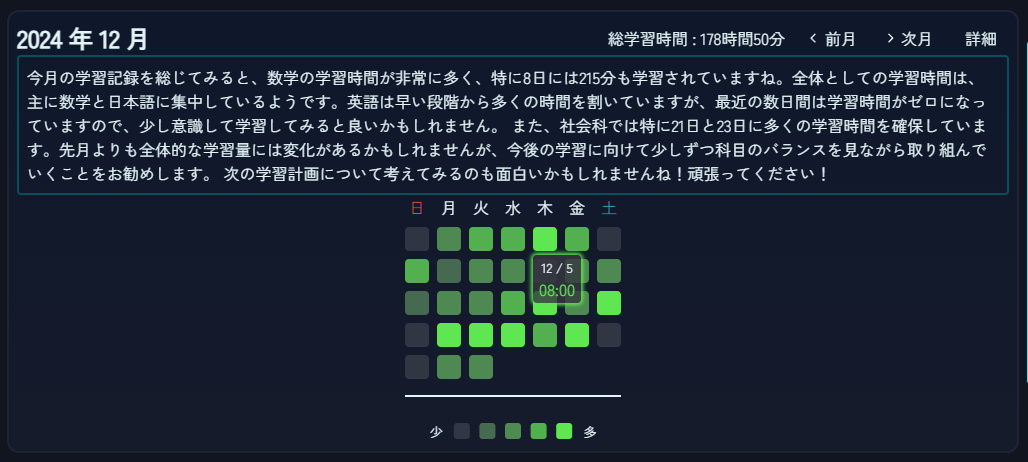 2024 年 12 月
総学習時間 : 178時間50分
前月
次月
詳細
今月の学習記録を総じてみると、数学の学習時間が非常に多く、特に8日には215分も学習されていますね。全体としての学習時間は、
主に数学と日本語に集中しているようです。英語は早い段階から多くの時間を割いていますが、最近の数日間は学習時間がゼロになっ
ていますので、少し意識して学習してみると良いかもしれません。 また、社会科では特に21日と23日に多くの学習時間を確保していま
す。先月よりも全体的な学習量には変化があるかもしれませんが、今後の学習に向けて少しずつ科目のバランスを見ながら取り組んで
いくことをお勧めします。 次の学習計画について考えてみるのも面白いかもしれませんね！頑張ってください！
日 月 火 水 木 金 土
12 / 5
08:00
少 多